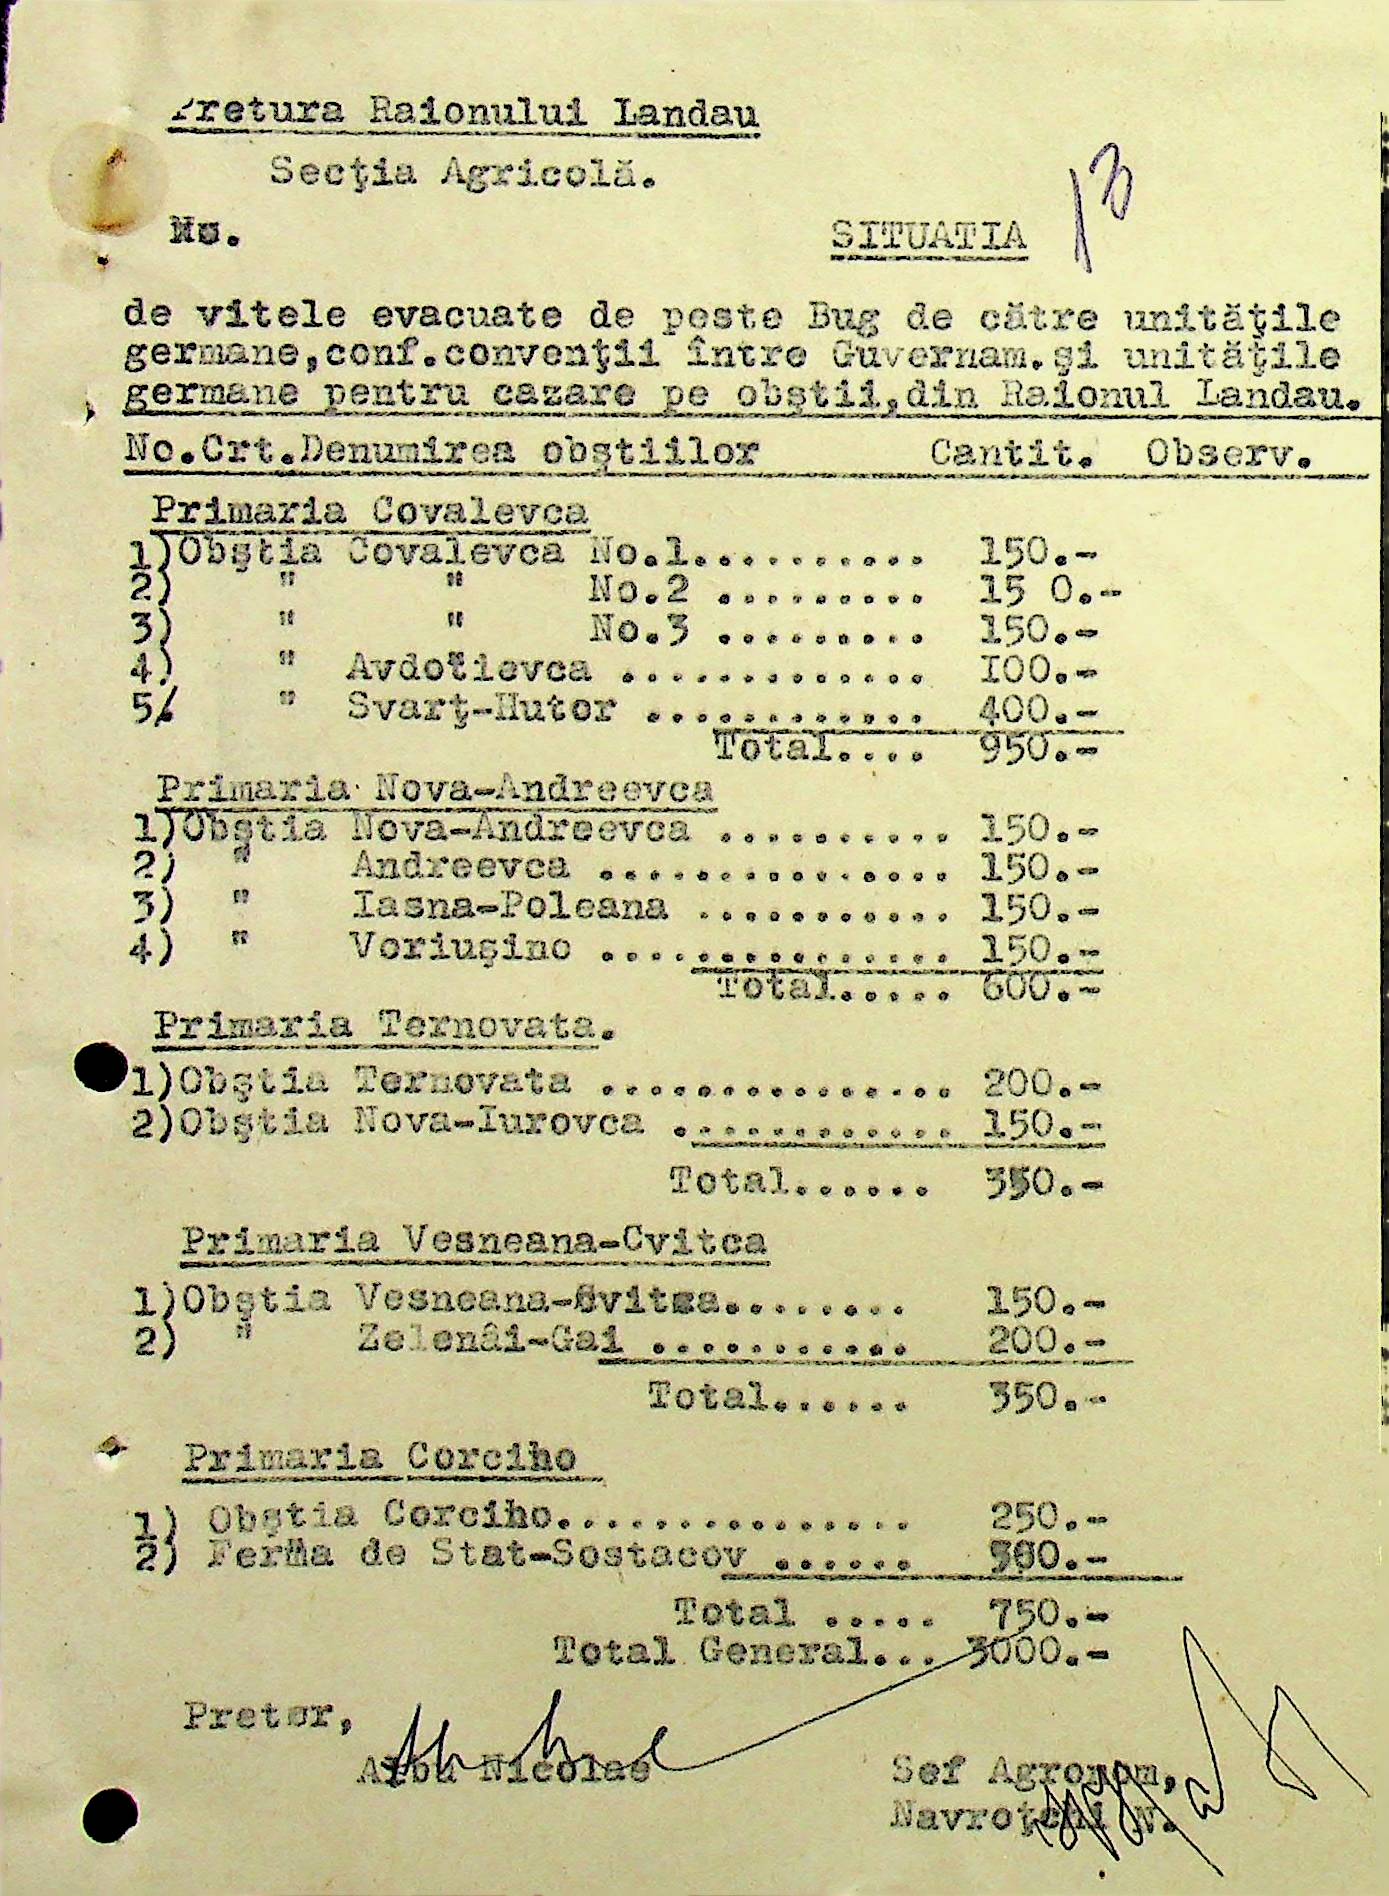 Pretura Raionului Landau
Secţia Agricolă.
No.
SITUATIA
13
de vitele evacuate de peste Bug de către unităţile
germane,conf.convenţii între Guvernam.şi unităţile
germane pentru cazare pe obştii,din Raionul Landau.
No.Crt.Denumirea obştiilor Cantit. Observ.
Primaria Covalevca
1)Obştia Covalevca No.1.......... 150.-
2) " " No.2 ......... 15 0.-
3) " " No.3 ......... 150.-
4) " Avdotievca ............. I00.-
5) " Svarţ-Hutor ............ 400.-
Total.... 950.-
Primaria Nova-Andreevca
1)Obştia Nova-Andreevca .......... 150.-
2) " Andreevca ............... 150.-
3) " Iasna-Poleana ........... 150.-
4) " Voriuşino ............... 150.-
Total..... 600.-
Primaria Ternovata.
1)Obştia Ternovata ............... 200.-
2)Obştia Nova-Iurovca ............ 150.-
Total...... 350.-
Primaria Vesneana-Cvitca
1)Obştia Vesneana-Cvitca........ 150.-
2) " Zelenâi-Gai ........... 200.-
Total...... 350.-
Primaria Corciho
1) Obştia Corciho............... 250.-
2) Ferma de Stat-Sostacov ...... 500.-
Total ..... 750.-
Total General... 3000.-
Pretor,
Albu Nicolae
Sef Agronom,
Navroţchi N.